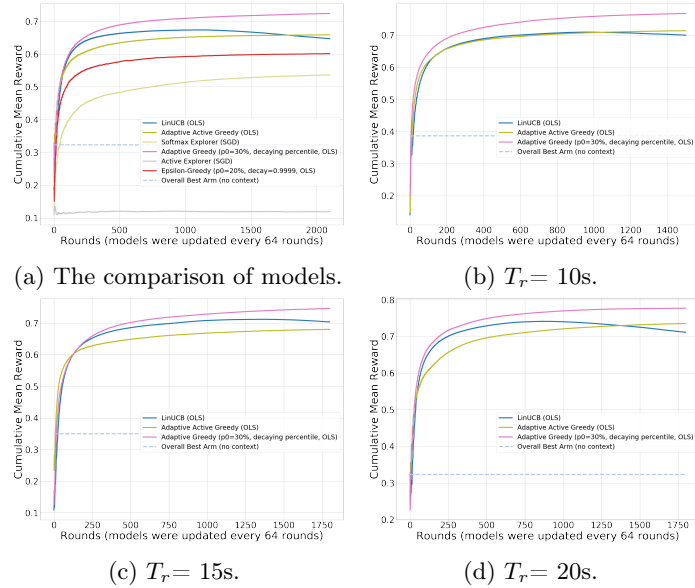 Cumulative Mean Reward
0.7
0.6
0.5
0.4
0.3
0.2
0.1
LinUCB (OLS)
Adaptive Active Greedy (OLS)
Softmax Explorer (SGD)
Adaptive Greedy (p0=30%, decaying percentile, OLS)
Active Explorer (SGD)
Epsilon-Greedy (p0=20%, decay=0.9999, OLS)
Overall Best Arm (no context)
0 500 1000 1500 2000
Rounds (models were updated every 64 rounds)
(a) The comparison of models.
Cumulative Mean Reward
0.7
0.6
0.5
0.4
0.3
0.2
0.1
LinUCB (OLS)
Adaptive Active Greedy (OLS)
Adaptive Greedy (p0=30%, decaying percentile, OLS)
Overall Best Arm (no context)
0 200 400 600 800 1000 1200 1400
Rounds (models were updated every 64 rounds)
(b) T_r= 10s.
Cumulative Mean Reward
0.7
0.6
0.5
0.4
0.3
0.2
0.1
LinUCB (OLS)
Adaptive Active Greedy (OLS)
Adaptive Greedy (p0=30%, decaying percentile, OLS)
Overall Best Arm (no context)
0 250 500 750 1000 1250 1500 1750
Rounds (models were updated every 64 rounds)
(c) T_r= 15s.
Cumulative Mean Reward
0.8
0.7
0.6
0.5
0.4
0.3
0.2
LinUCB (OLS)
Adaptive Active Greedy (OLS)
Adaptive Greedy (p0=30%, decaying percentile, OLS)
Overall Best Arm (no context)
0 250 500 750 1000 1250 1500 1750
Rounds (models were updated every 64 rounds)
(d) T_r= 20s.